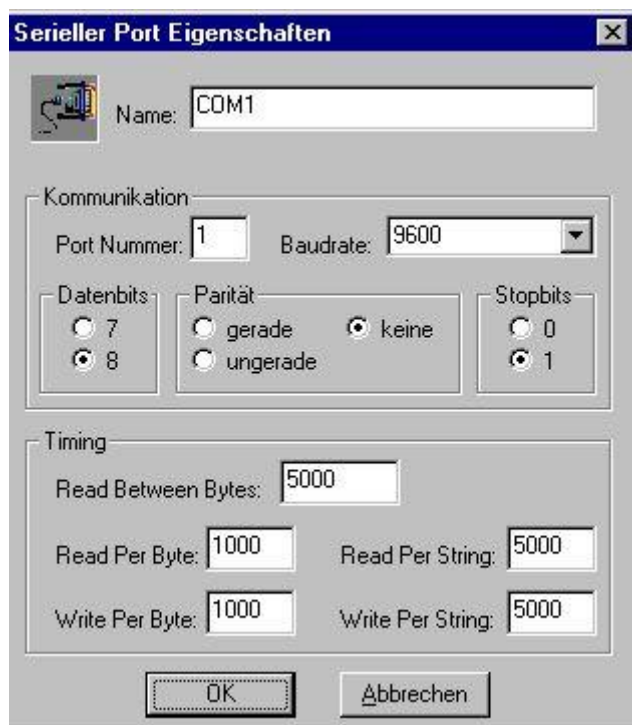 Serieller Port Eigenschaften
Name: COM1
Kommunikation
Port Nummer: 1 Baudrate: 9600
Datenbits Parität Stopbits
7 gerade keine 0
8 ungerade 1
Timing
Read Between Bytes: 5000
Read Per Byte: 1000 Read Per String: 5000
Write Per Byte: 1000 Write Per String: 5000
OK Abbrechen